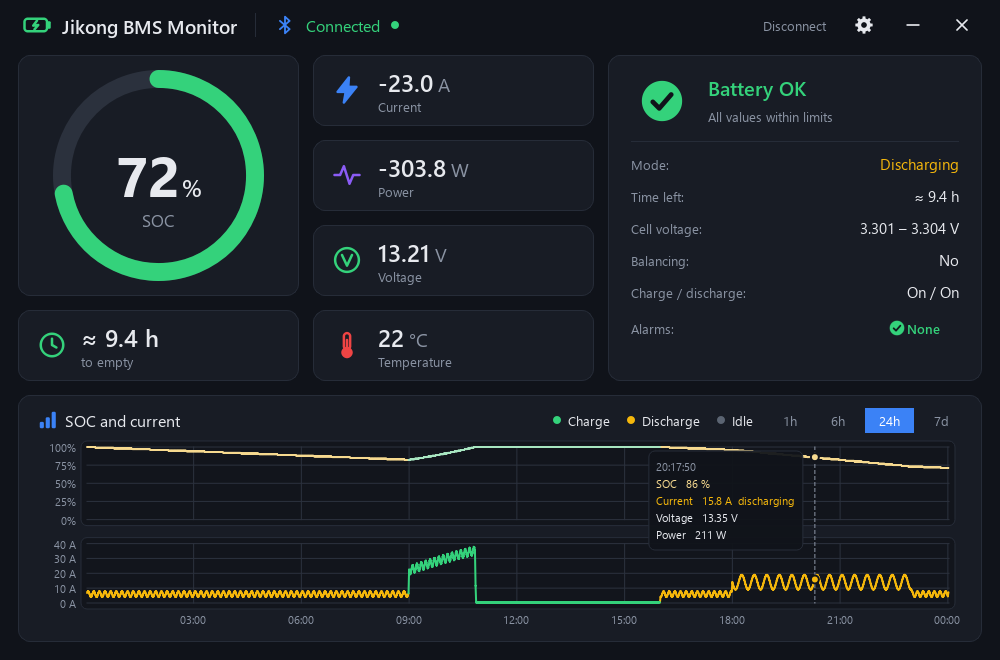 Jikong BMS Monitor
Connected
Disconnect
72%
SOC
≈ 9.4 h
to empty
-23.0 A
Current
-303.8 W
Power
13.21 V
Voltage
22 °C
Temperature
Battery OK
All values within limits
Mode: Discharging
Time left: ≈ 9.4 h
Cell voltage: 3.301 – 3.304 V
Balancing: No
Charge / discharge: On / On
Alarms: None
SOC and current
Charge Discharge Idle 1h 6h 24h 7d
100%
75%
50%
25%
0%
20:17:50
SOC 86 %
Current 15.8 A discharging
Voltage 13.35 V
Power 211 W
40 A
30 A
20 A
10 A
0 A
03:00 06:00 09:00 12:00 15:00 18:00 21:00 00:00